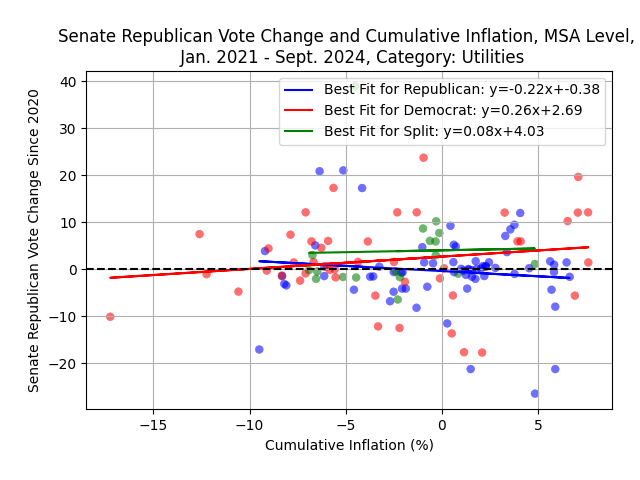 Senate Republican Vote Change and Cumulative Inflation, MSA Level,
Jan. 2021 - Sept. 2024, Category: Utilities
Best Fit for Republican: y=-0.22x+-0.38
Best Fit for Democrat: y=0.26x+2.69
Best Fit for Split: y=0.08x+4.03
Senate Republican Vote Change Since 2020
40
30
20
10
0
−10
−20
−15
−10
−5
0
5
Cumulative Inflation (%)